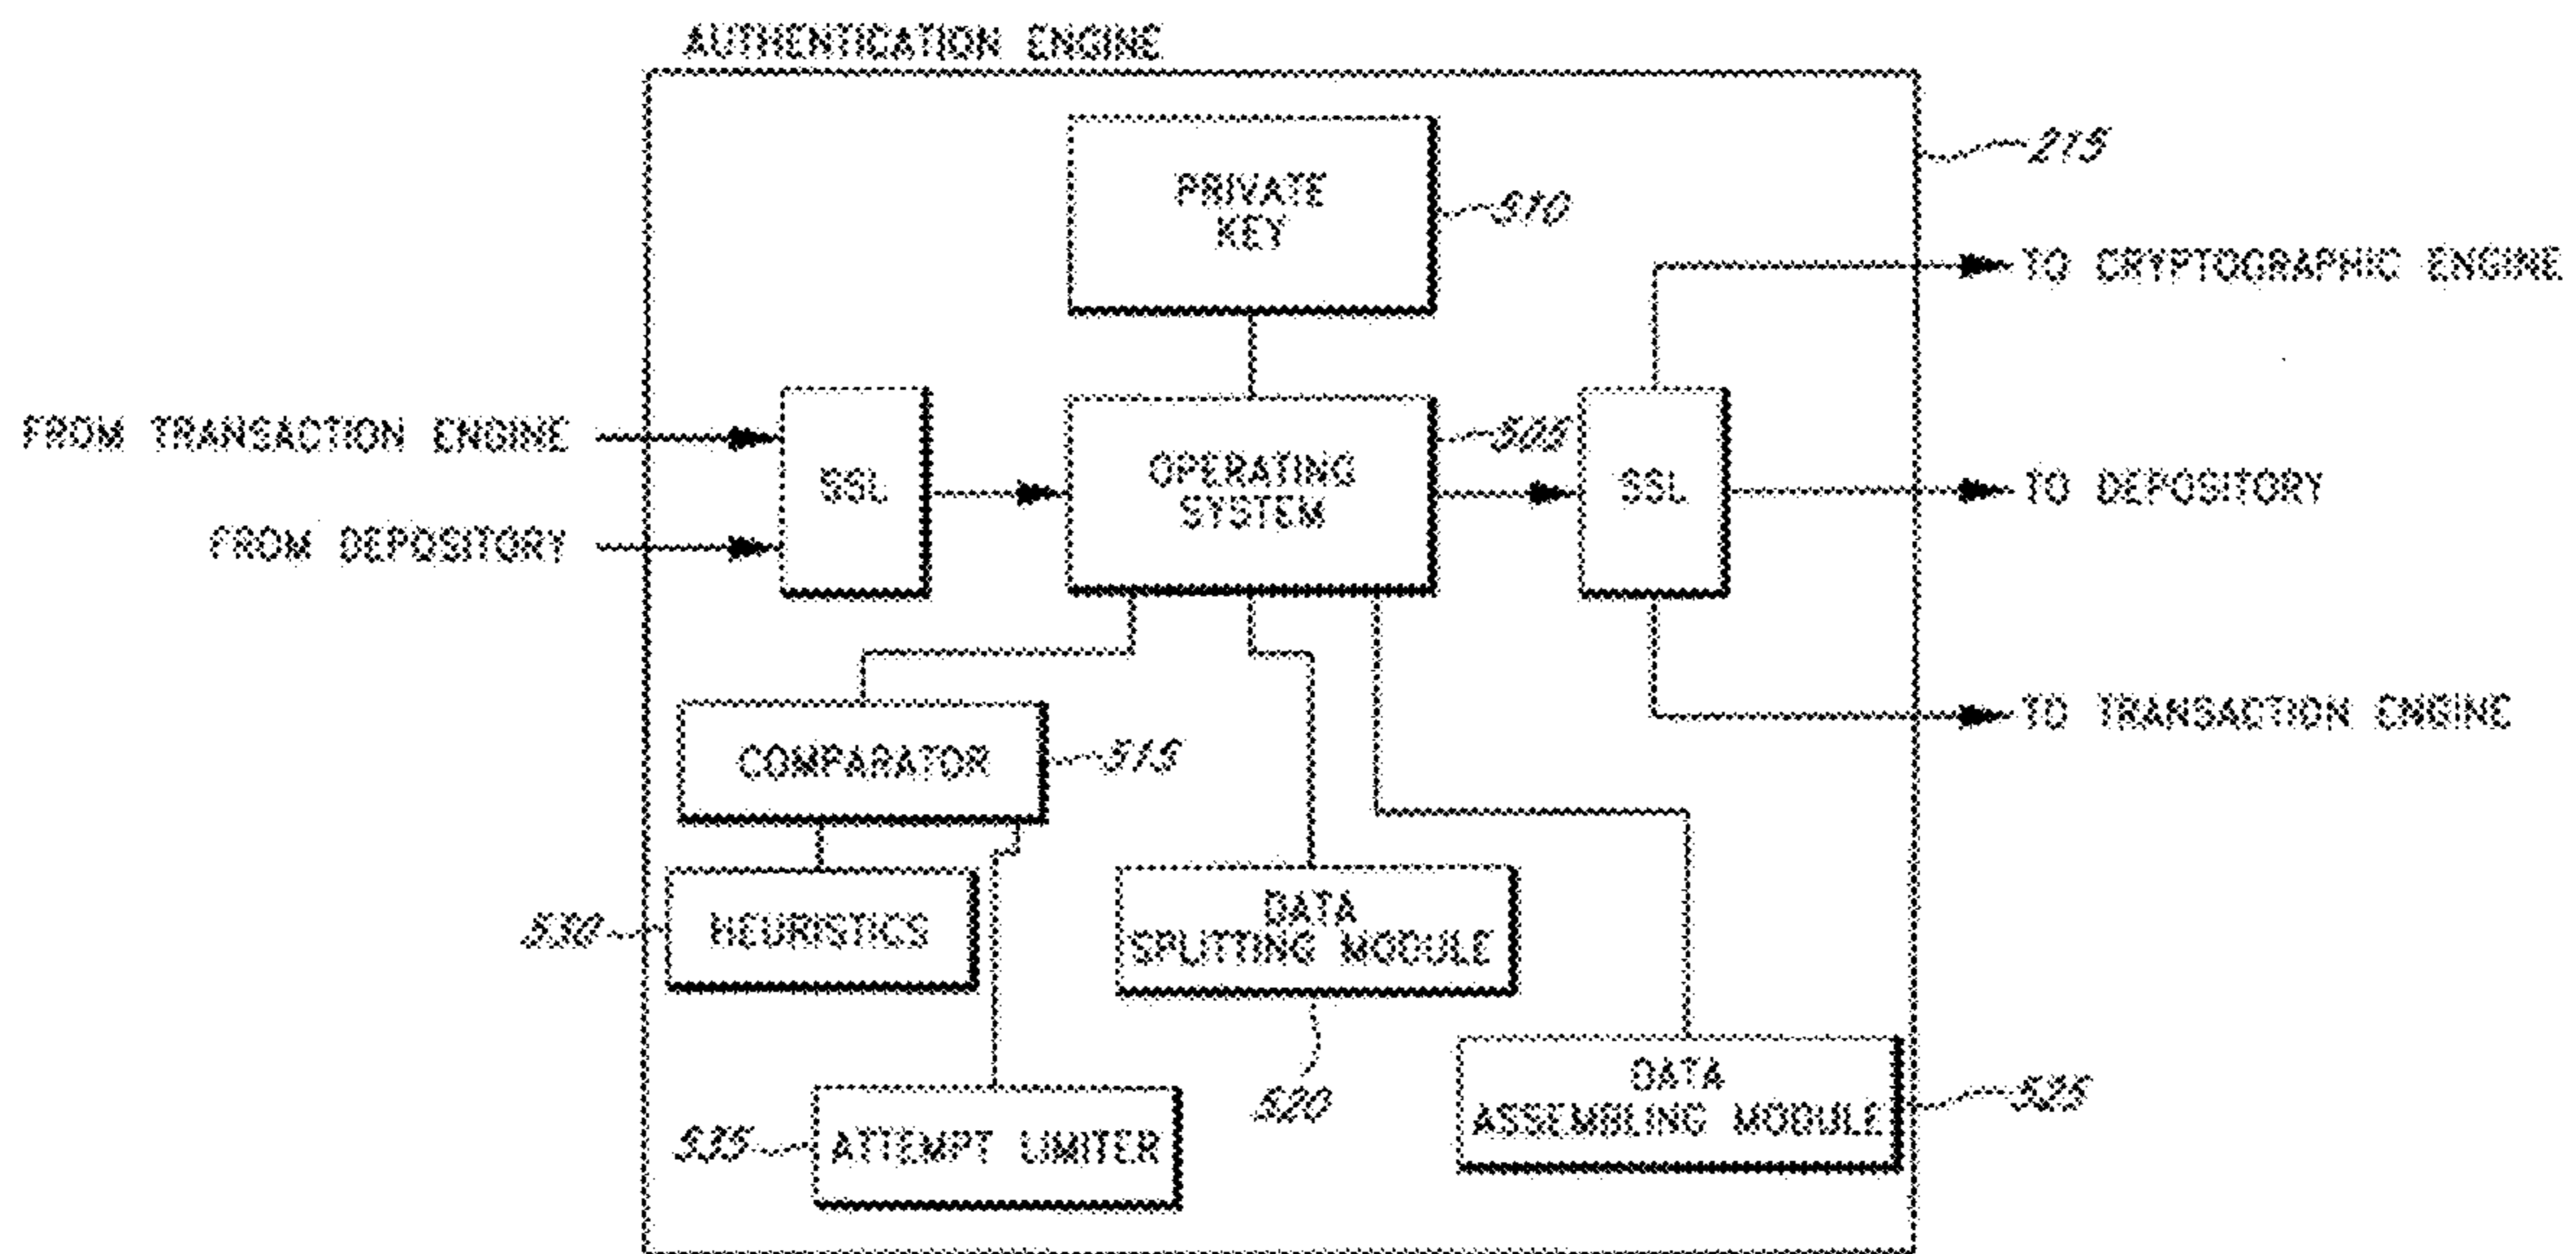 AUTHENTICATION ENGINE
215
PRIVATE
KEY
510
TO CRYPTOGRAPHIC ENGINE
FROM TRANSACTION ENGINE
SSL
OPERATING
SYSTEM
505
SSL
TO DEPOSITORY
FROM DEPOSITORY
TO TRANSACTION ENGINE
COMPARATOR
515
530
HEURISTICS
DATA
SPLITTING MODULE
520
DATA
ASSEMBLING MODULE
525
535
ATTEMPT LIMITER